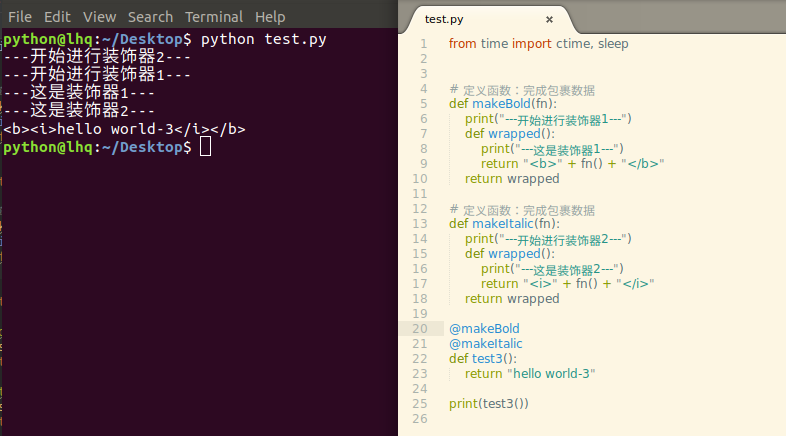 File Edit View Search Terminal Help
python@lhq:~/Desktop$ python test.py
---开始进行装饰器2---
---开始进行装饰器1---
---这是装饰器1---
---这是装饰器2---
<b><i>hello world-3</i></b>
python@lhq:~/Desktop$
test.py ×
1 from time import ctime, sleep
2
3
4 # 定义函数：完成包裹数据
5 def makeBold(fn):
6 print("---开始进行装饰器1---")
7 def wrapped():
8 print("---这是装饰器1---")
9 return "<b>" + fn() + "</b>"
10 return wrapped
11
12 # 定义函数：完成包裹数据
13 def makeItalic(fn):
14 print("---开始进行装饰器2---")
15 def wrapped():
16 print("---这是装饰器2---")
17 return "<i>" + fn() + "</i>"
18 return wrapped
19
20 @makeBold
21 @makeItalic
22 def test3():
23 return "hello world-3"
24
25 print(test3())
26